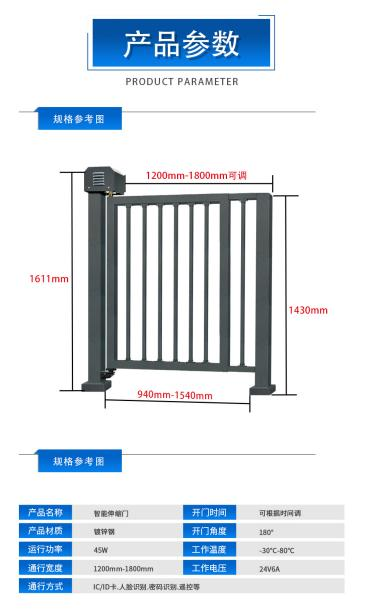 产品参数
PRODUCT PARAMETER
规格参考图
1200mm-1800mm可调
1611mm
1430mm
940mm-1540mm
规格参考图
产品名称 智能伸缩门 开门时间 可根据时间调
产品材质 镀锌钢 开门角度 180°
运行功率 45W 工作温度 -30°C-80°C
通行宽度 1200mm-1800mm 工作电压 24V6A
通行方式 IC/ID卡.人脸识别.密码识别.遥控等